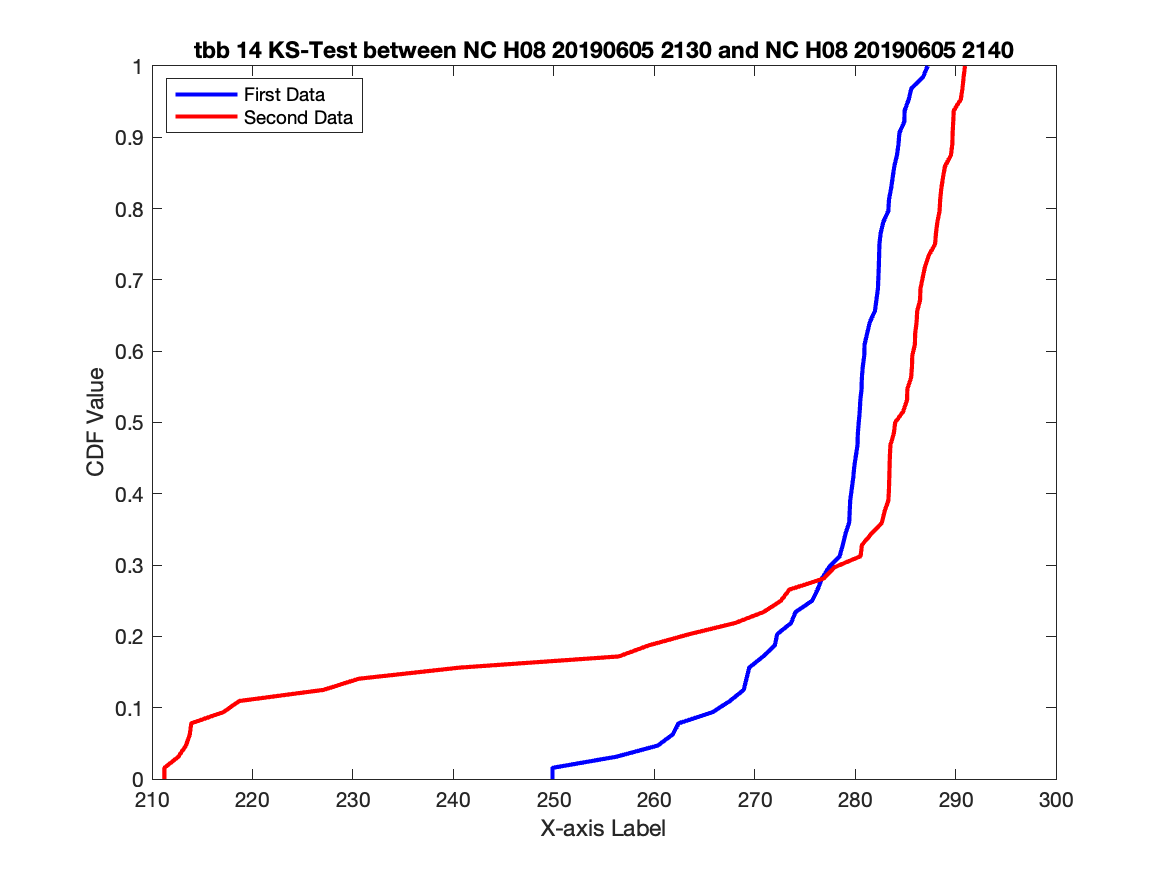 tbb 14 KS-Test between NC H08 20190605 2130 and NC H08 20190605 2140
First Data
Second Data
1
0.9
0.8
0.7
0.6
0.5
0.4
0.3
0.2
0.1
0
CDF Value
210 220 230 240 250 260 270 280 290 300
X-axis Label